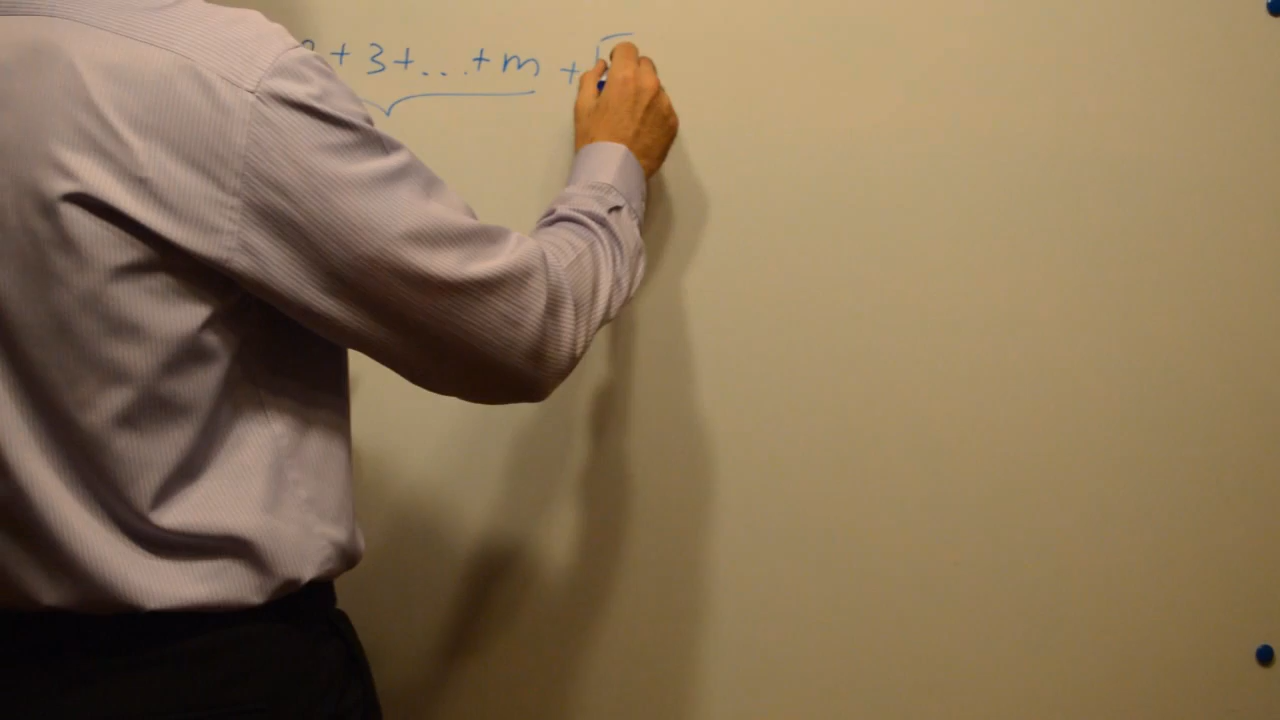 + 3 + ... + m +